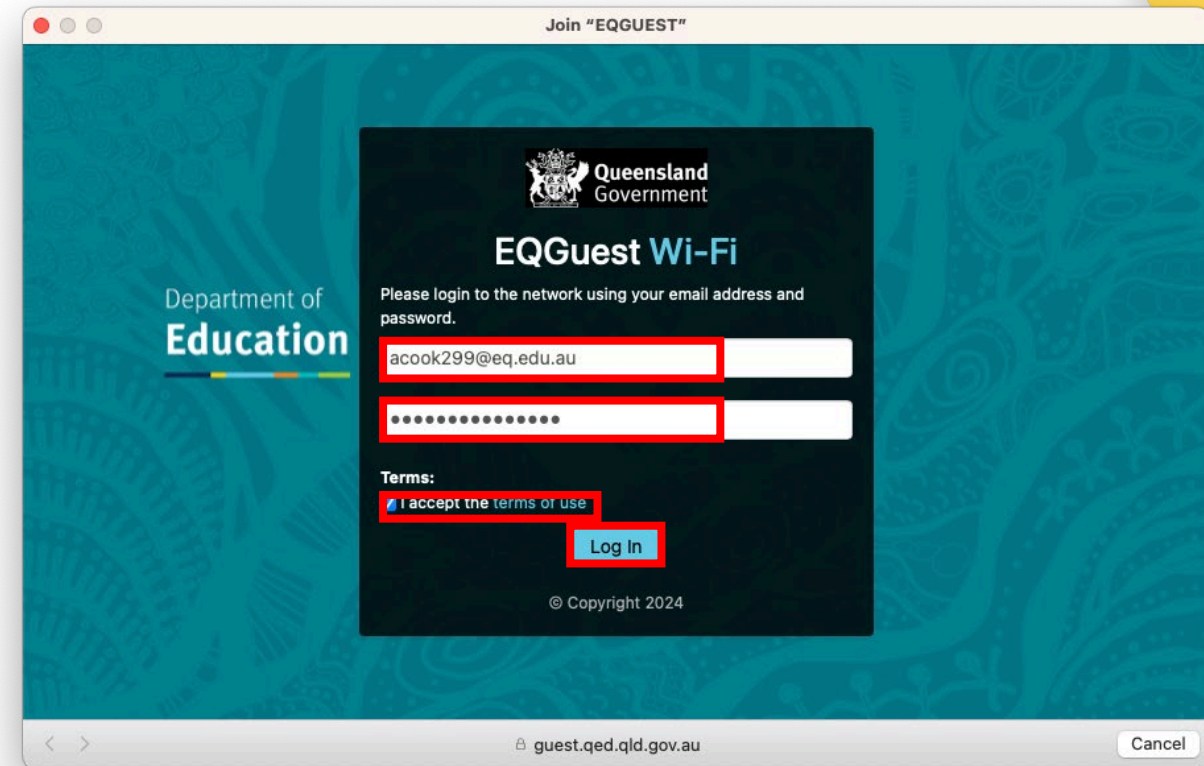 Join “EQGUEST”
Queensland
Government
EQGuest Wi-Fi
Department of
Education
Please login to the network using your email address and
password.
acook299@eq.edu.au
●●●●●●●●●●●●●●●
Terms:
I accept the terms of use
Log In
© Copyright 2024
guest.qed.qld.gov.au
Cancel